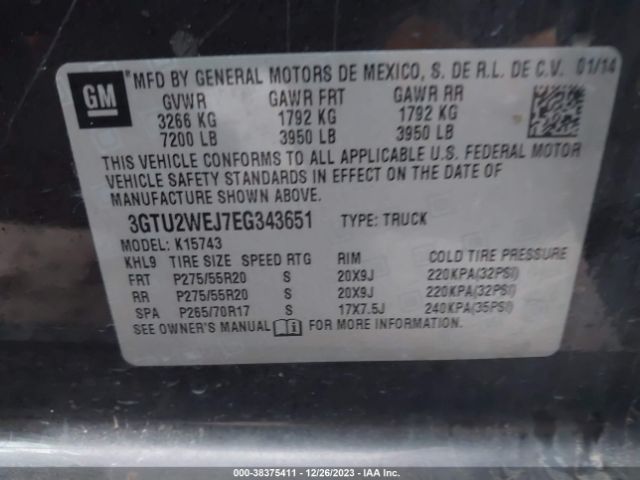 GM
*MFD BY GENERAL MOTORS DE MEXICO, S. DE R.L. DE C.V. 01/14
GVWR GAWR FRT GAWR RR
3266 KG 1792 KG 1792 KG
7200 LB 3950 LB 3950 LB
THIS VEHICLE CONFORMS TO ALL APPLICABLE U.S. FEDERAL MOTOR
VEHICLE SAFETY STANDARDS IN EFFECT ON THE DATE OF
MANUFACTURE SHOWN ABOVE.
3GTU2WEJ7EG343651 TYPE: TRUCK
MODEL: K15743
KHL9 TIRE SIZE SPEED RTG RIM COLD TIRE PRESSURE
FRT P275/55R20 S 20X9J 220KPA(32PSI)
RR P275/55R20 S 20X9J 220KPA(32PSI)
SPA P265/70R17 S 17X7.5J 240KPA(35PSI)
SEE OWNER'S MANUAL FOR MORE INFORMATION.
000-38375411 - 12/26/2023 - IAA Inc.